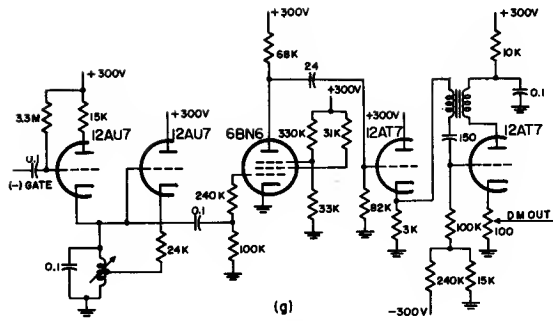 +300V
+300V
+300V
68K
10K
24
+300V
+300V
+300V
+300V
0.1
3.3M
15K
12AU7
12AU7
6BN6
330K
31K
12AT7
150
12AT7
0.1
(-) GATE
240K
0.1
24K
100K
33K
82K
3K
100K
100
DM OUT
0.1
240K
15K
-300V
(g)